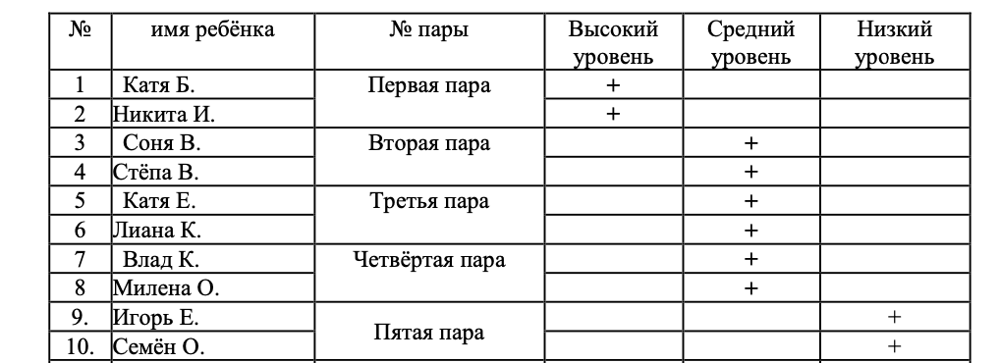 № имя ребёнка № пары Высокий уровень Средний уровень Низкий уровень
1 Катя Б. Первая пара +
2 Никита И. +
3 Соня В. Вторая пара +
4 Стёпа В. +
5 Катя Е. Третья пара +
6 Лиана К. +
7 Влад К. Четвёртая пара +
8 Милена О. +
9. Игорь Е. Пятая пара +
10. Семён О. +